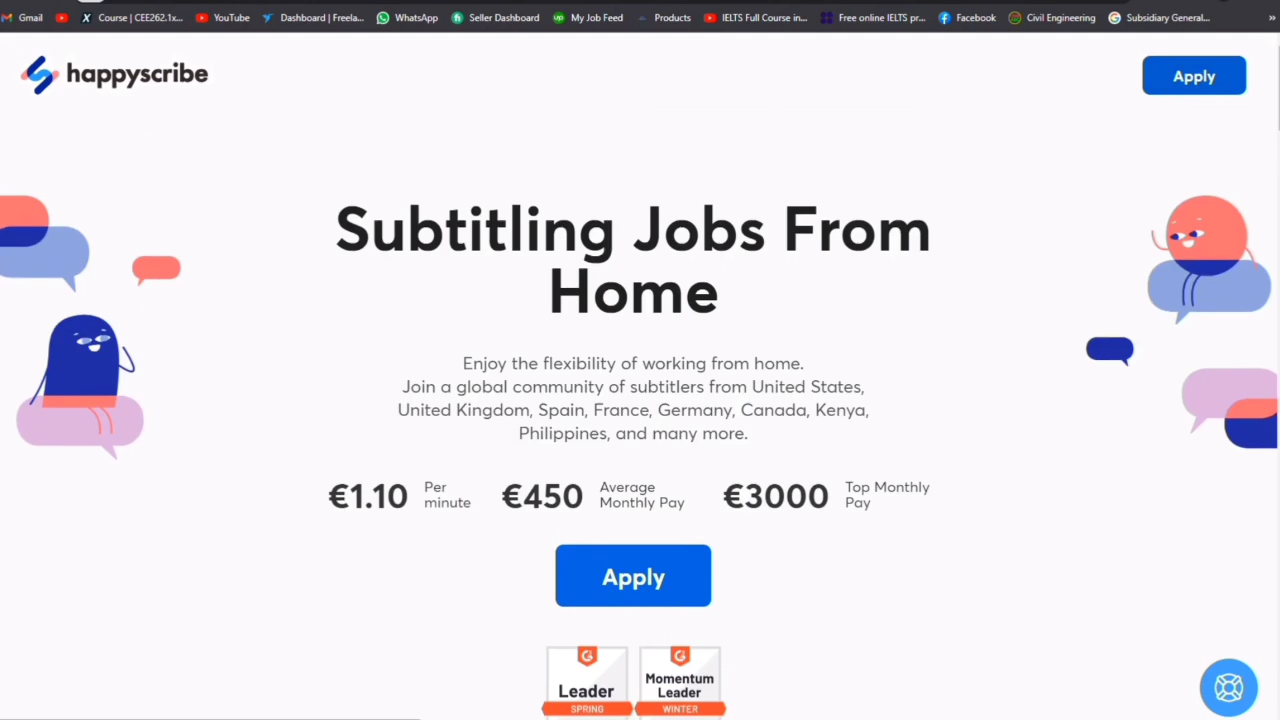 Gmail
Course | CEE262.1x...
YouTube
Dashboard | Freela...
WhatsApp
Seller Dashboard
My Job Feed
Products
IELTS Full Course in...
Free online IELTS pr...
Facebook
Civil Engineering
Subsidiary General...
»
happyscribe
Apply
Subtitling Jobs From
Home
Enjoy the flexibility of working from home.
Join a global community of subtitlers from United States,
United Kingdom, Spain, France, Germany, Canada, Kenya,
Philippines, and many more.
€1.10 Per minute
€450 Average Monthly Pay
€3000 Top Monthly Pay
Apply
Leader
SPRING
Momentum
Leader
WINTER